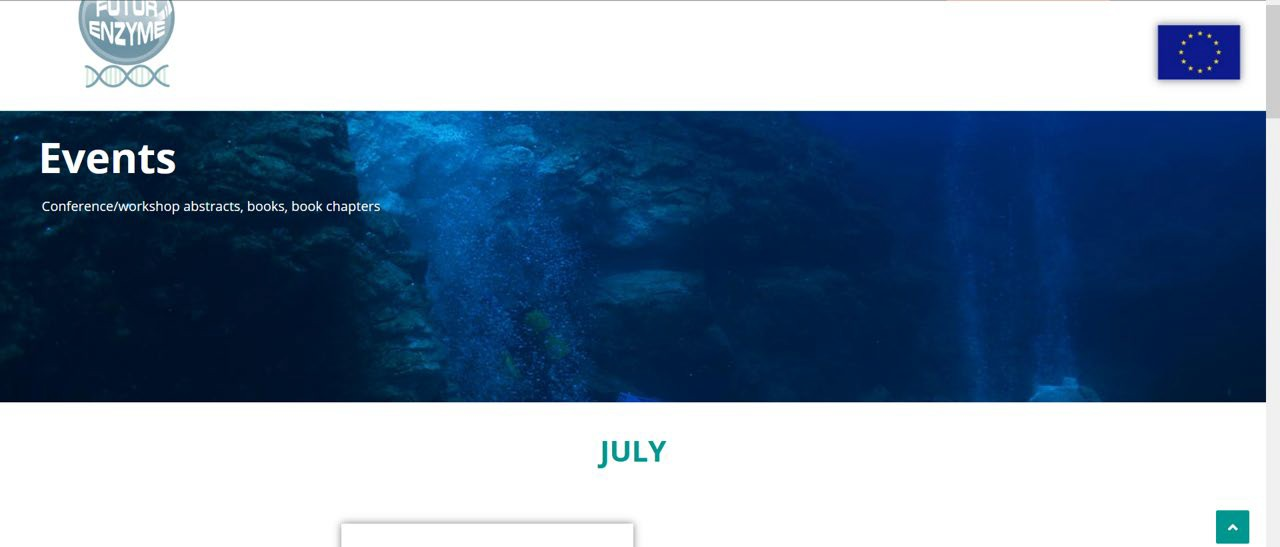 FUTUR
ENZYME
Events
Conference/workshop abstracts, books, book chapters
JULY